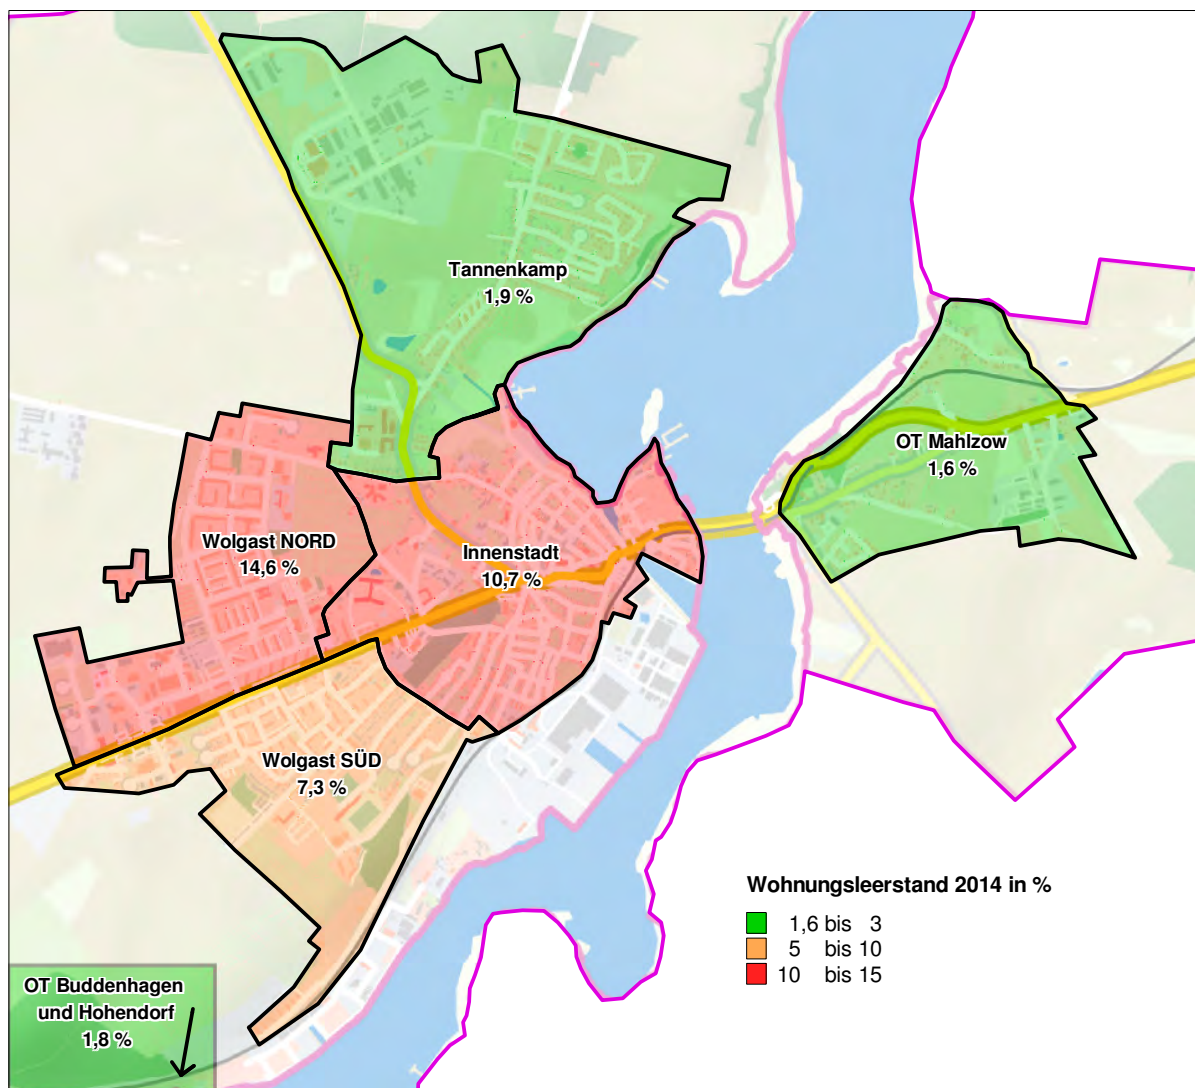 Tannenkamp
1,9 %
OT Mahlzow
1,6 %
Wolgast NORD
14,6 %
Innenstadt
10,7 %
Wolgast SÜD
7,3 %
Wohnungsleerstand 2014 in %
1,6 bis 3
5 bis 10
10 bis 15
OT Buddenhagen
und Hohendorf
1,8 %